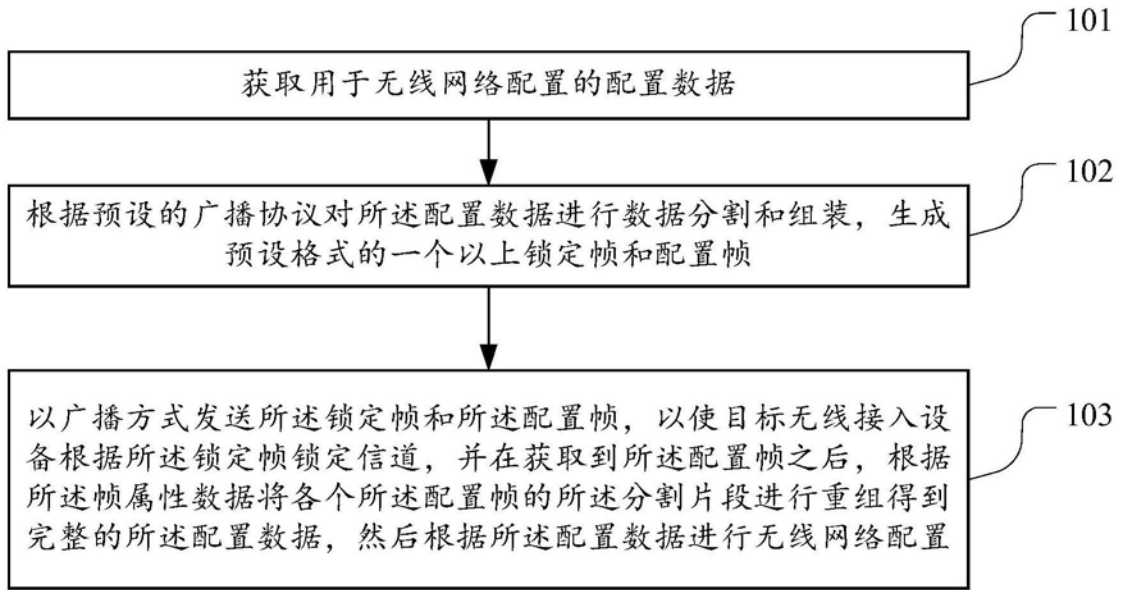 101
获取用于无线网络配置的配置数据
102
根据预设的广播协议对所述配置数据进行数据分割和组装，生成
预设格式的一个以上锁定帧和配置帧
103
以广播方式发送所述锁定帧和所述配置帧，以使目标无线接入设
备根据所述锁定帧锁定信道，并在获取到所述配置帧之后，根据
所述帧属性数据将各个所述配置帧的所述分割片段进行重组得到
完整的所述配置数据，然后根据所述配置数据进行无线网络配置